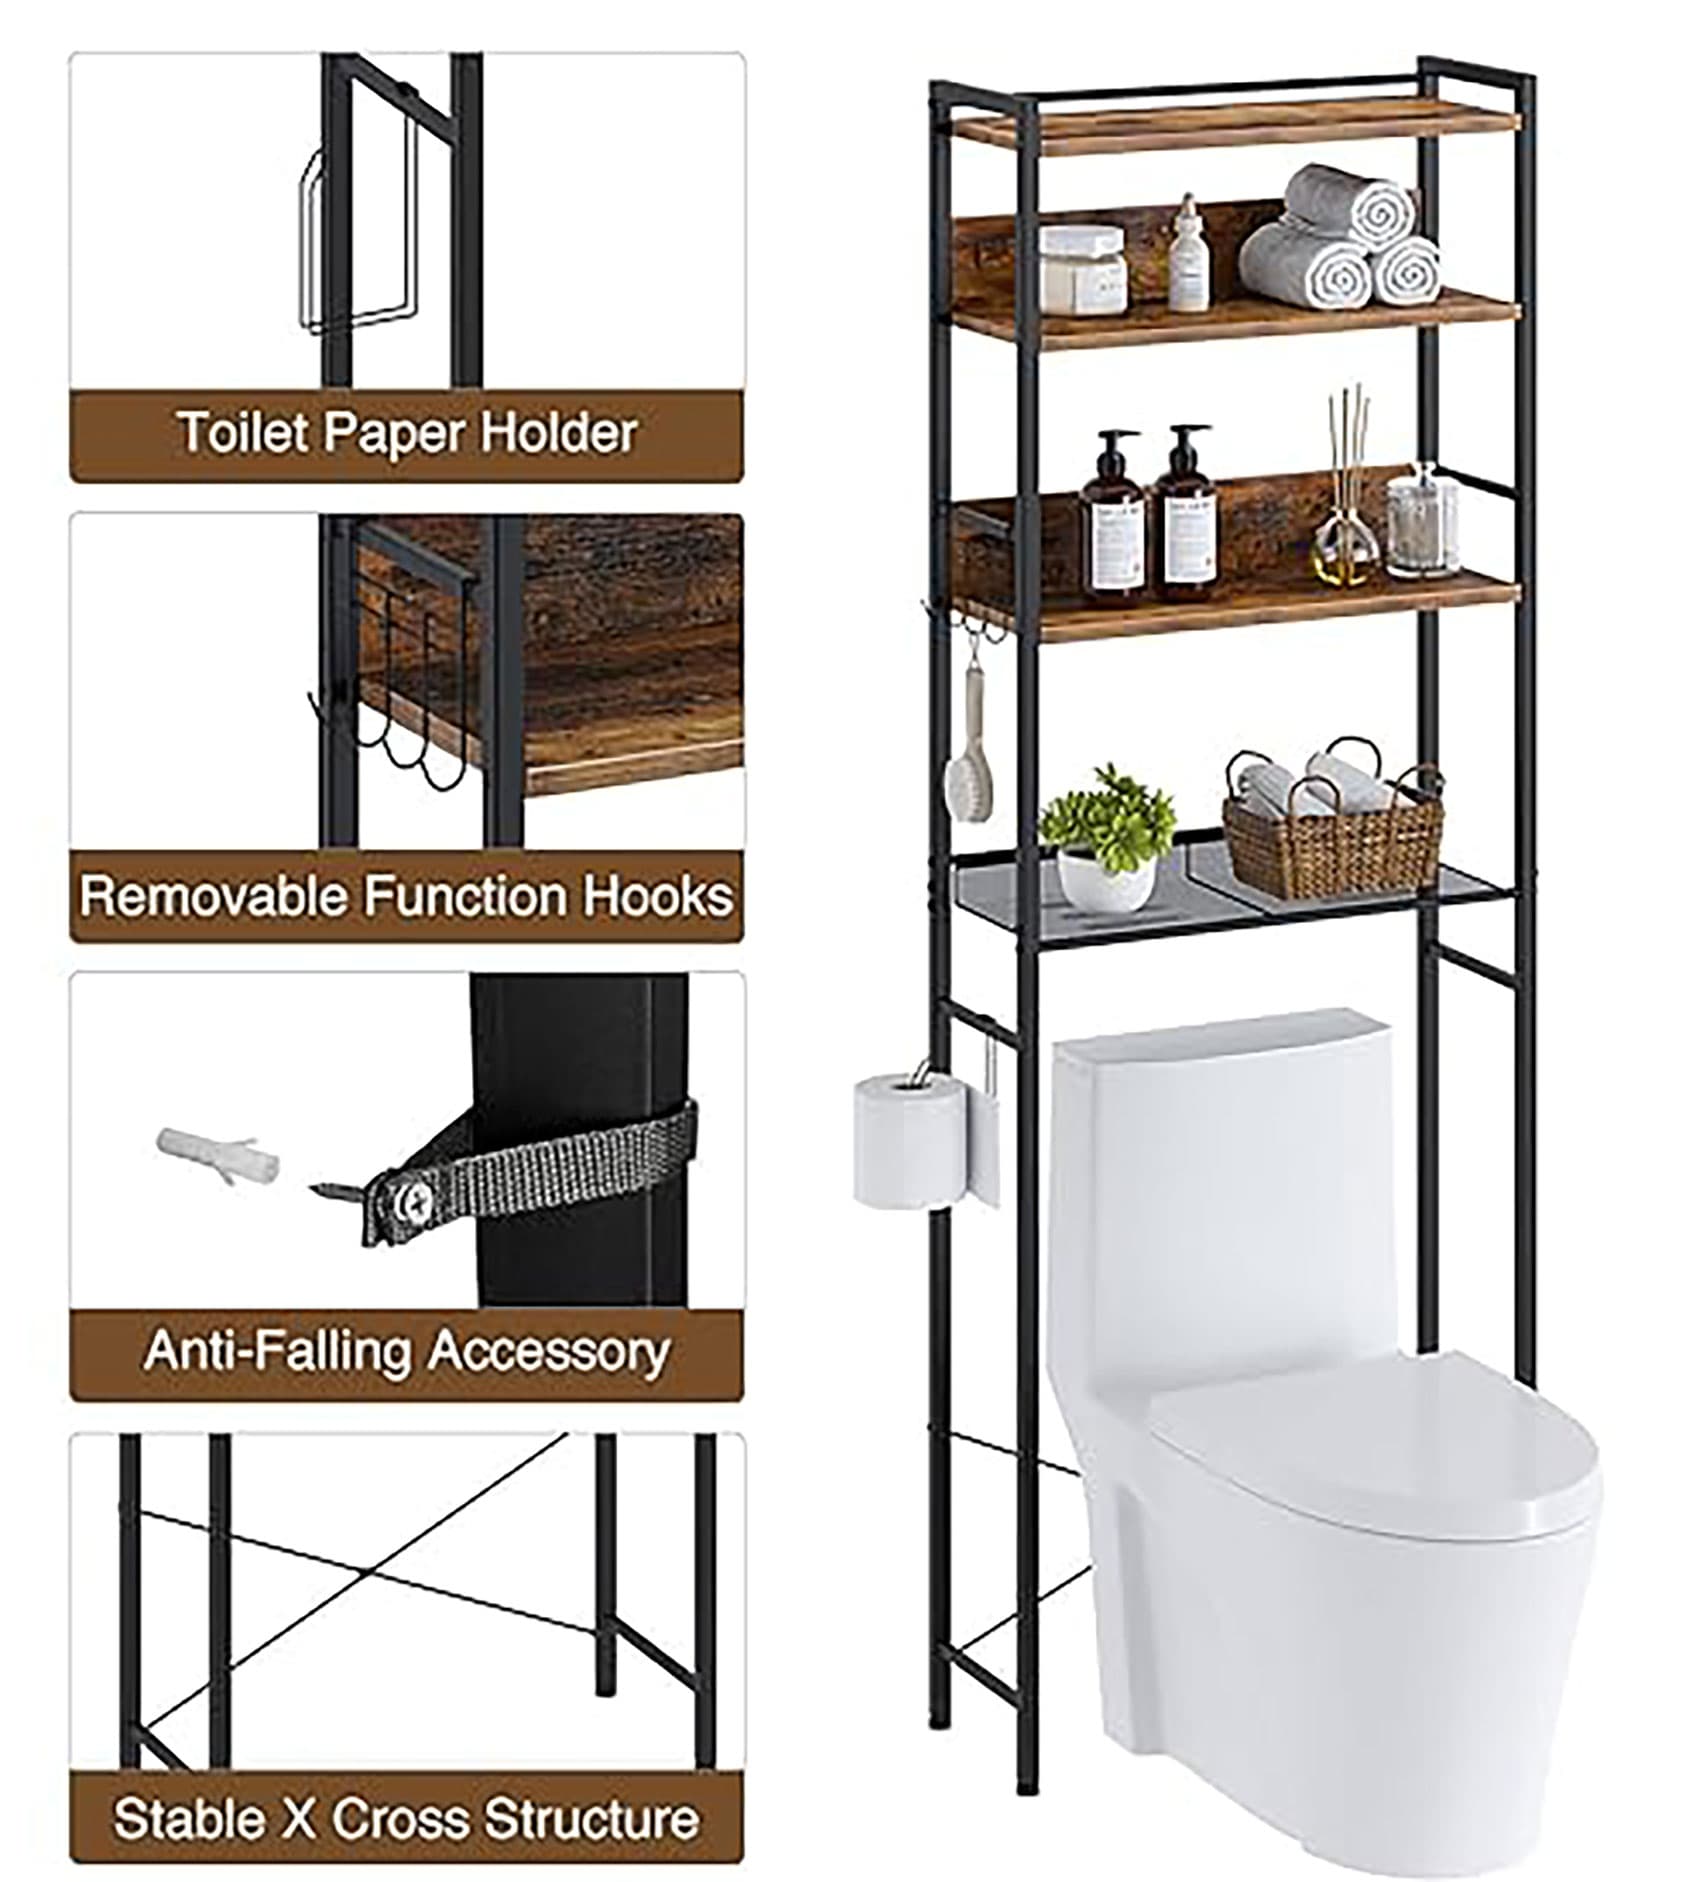 Toilet Paper Holder
Removable Function Hooks
Anti-Falling Accessory
Stable X Cross Structure